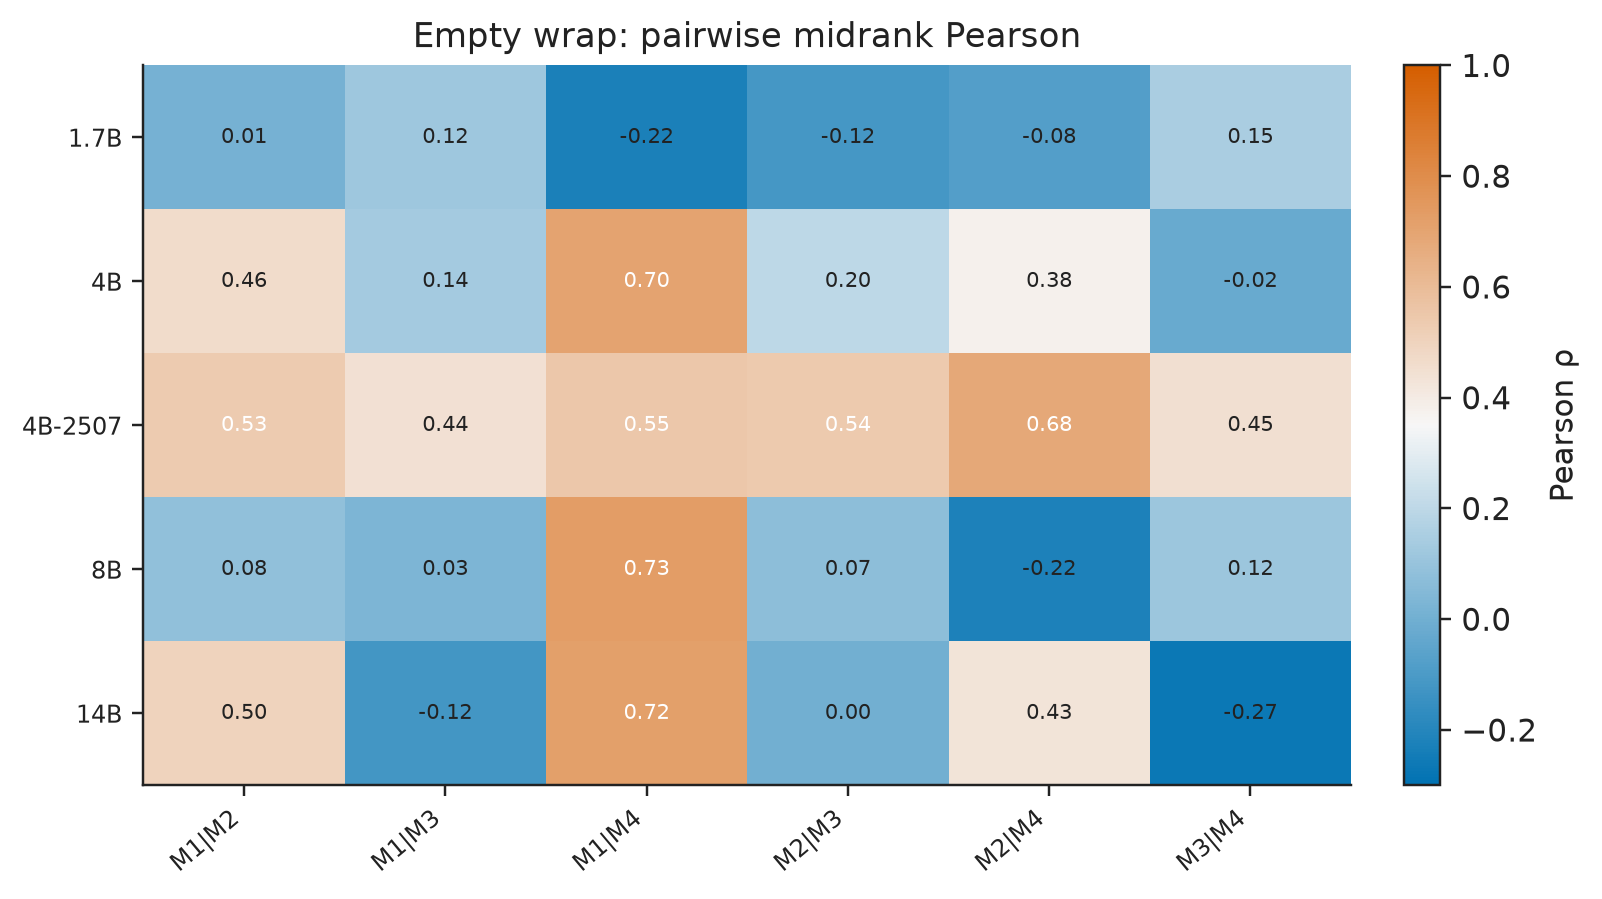 Empty wrap: pairwise midrank Pearson
1.7B 0.01 0.12 -0.22 -0.12 -0.08 0.15
4B 0.46 0.14 0.70 0.20 0.38 -0.02
4B-2507 0.53 0.44 0.55 0.54 0.68 0.45
8B 0.08 0.03 0.73 0.07 -0.22 0.12
14B 0.50 -0.12 0.72 0.00 0.43 -0.27
M1|M2 M1|M3 M1|M4 M2|M3 M2|M4 M3|M4
1.0
0.8
0.6
0.4
0.2
0.0
−0.2
Pearson ρ